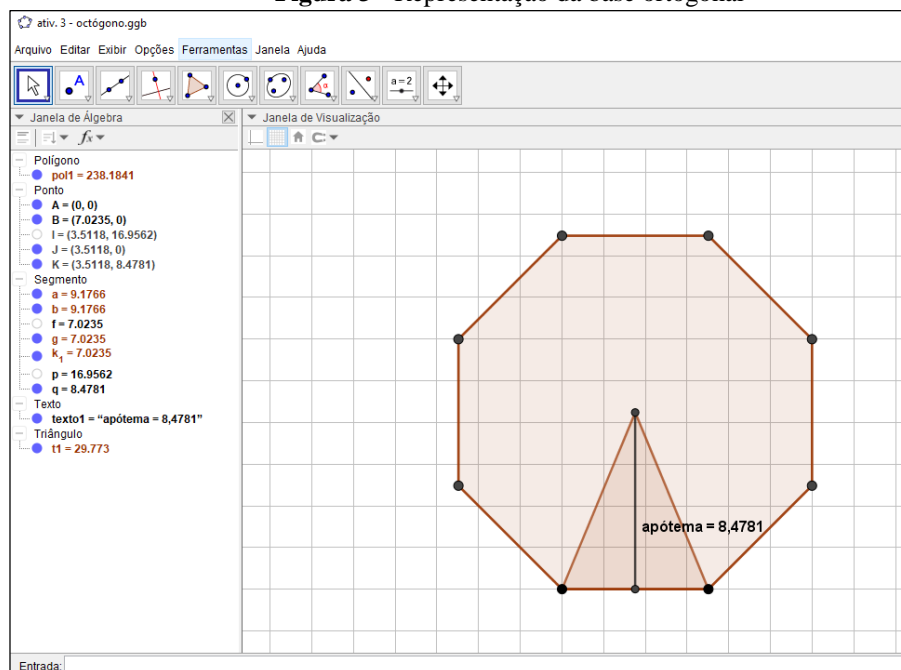 Figura 3 - Representação da base ortogonal
ativ. 3 - octógono.ggb
Arquivo Editar Exibir Opções Ferramentas Janela Ajuda
A
α
a=2
Janela de Álgebra
Janela de Visualização
fx
Polígono
pol1 = 238.1841
Ponto
A = (0, 0)
B = (7.0235, 0)
I = (3.5118, 16.9562)
J = (3.5118, 0)
K = (3.5118, 8.4781)
Segmento
a = 9.1766
b = 9.1766
f = 7.0235
g = 7.0235
k1 = 7.0235
p = 16.9562
q = 8.4781
Texto
texto1 = “apótema = 8,4781”
Triângulo
t1 = 29.773
apótema = 8,4781
Entrada: